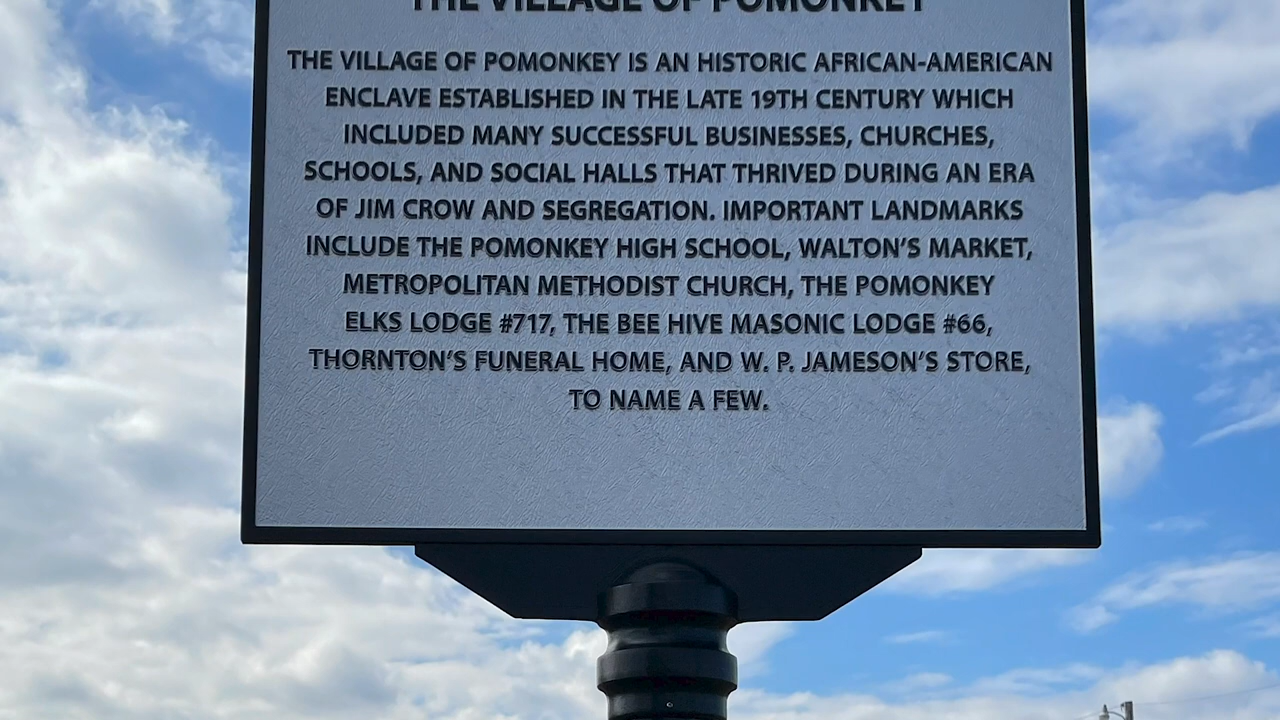 THE VILLAGE OF POMONKEY
THE VILLAGE OF POMONKEY IS AN HISTORIC AFRICAN-AMERICAN
ENCLAVE ESTABLISHED IN THE LATE 19TH CENTURY WHICH
INCLUDED MANY SUCCESSFUL BUSINESSES, CHURCHES,
SCHOOLS, AND SOCIAL HALLS THAT THRIVED DURING AN ERA
OF JIM CROW AND SEGREGATION. IMPORTANT LANDMARKS
INCLUDE THE POMONKEY HIGH SCHOOL, WALTON'S MARKET,
METROPOLITAN METHODIST CHURCH, THE POMONKEY
ELKS LODGE #717, THE BEE HIVE MASONIC LODGE #66,
THORNTON'S FUNERAL HOME, AND W. P. JAMESON'S STORE,
TO NAME A FEW.